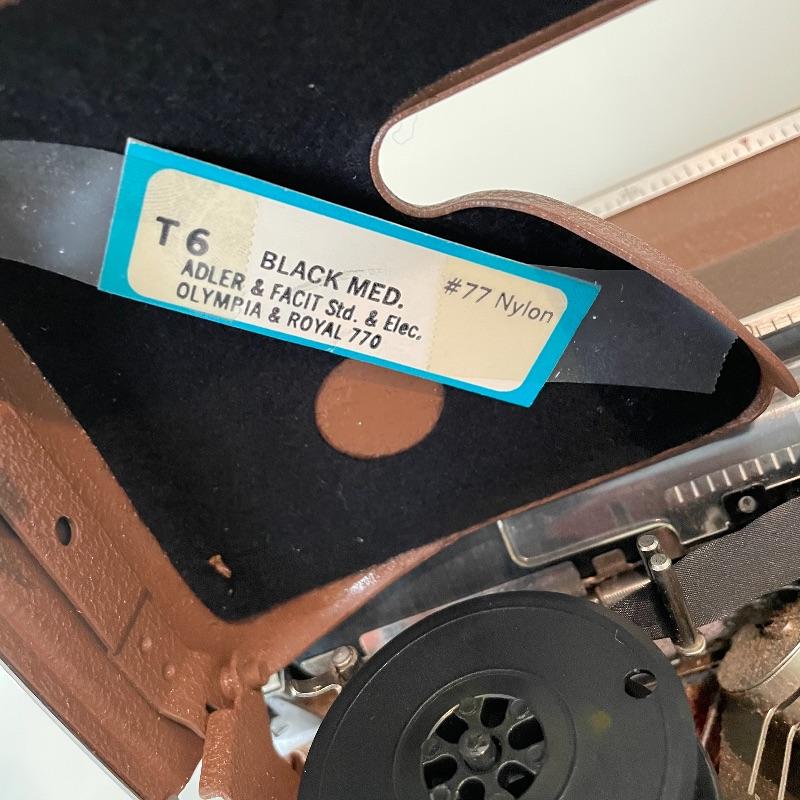 T 6 BLACK MED. #77 Nylon
ADLER & FACIT Std. & Elec.
OLYMPIA & ROYAL 770